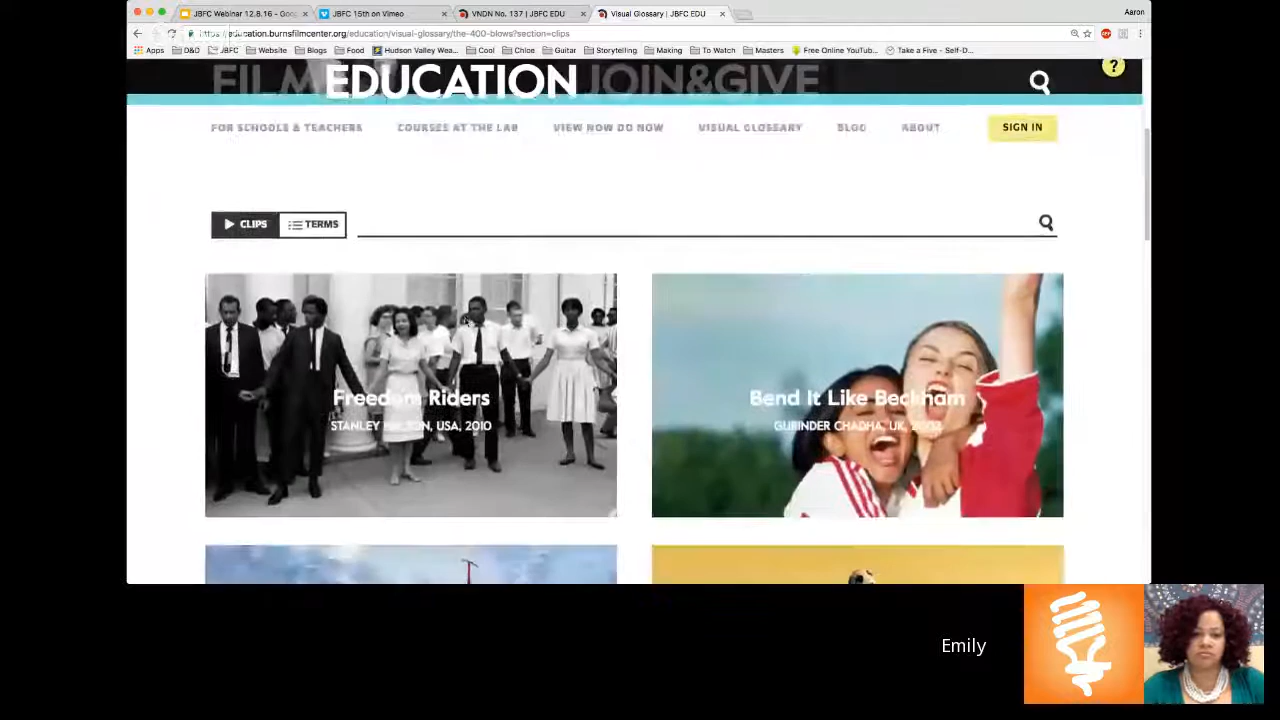 JBFC Webinar 12.8.16 - Goo
JBFC 15th on Vimeo
VNDN No. 137 | JBFC EDU
Visual Glossary | JBFC EDU
Aaron
https://education.burnsfilmcenter.org/education/visual-glossary/the-400-blows?section=clips
Apps
D&D
JBFC
Website
Blogs
Food
Hudson Valley Wea...
Cool
Chloe
Guitar
Storytelling
Making
To Watch
Masters
Free Online YouTub...
Take a Five - Self-D...
FILM EDUCATION JOIN&GIVE
?
FOR SCHOOLS & TEACHERS
COURSES AT THE LAB
VIEW NOW DO NOW
VISUAL GLOSSARY
BLOG
ABOUT
SIGN IN
CLIPS
TERMS
Freedom Riders
STANLEY NELSON, USA, 2010
Bend It Like Beckham
GURINDER CHADHA, UK, 2002
Emily